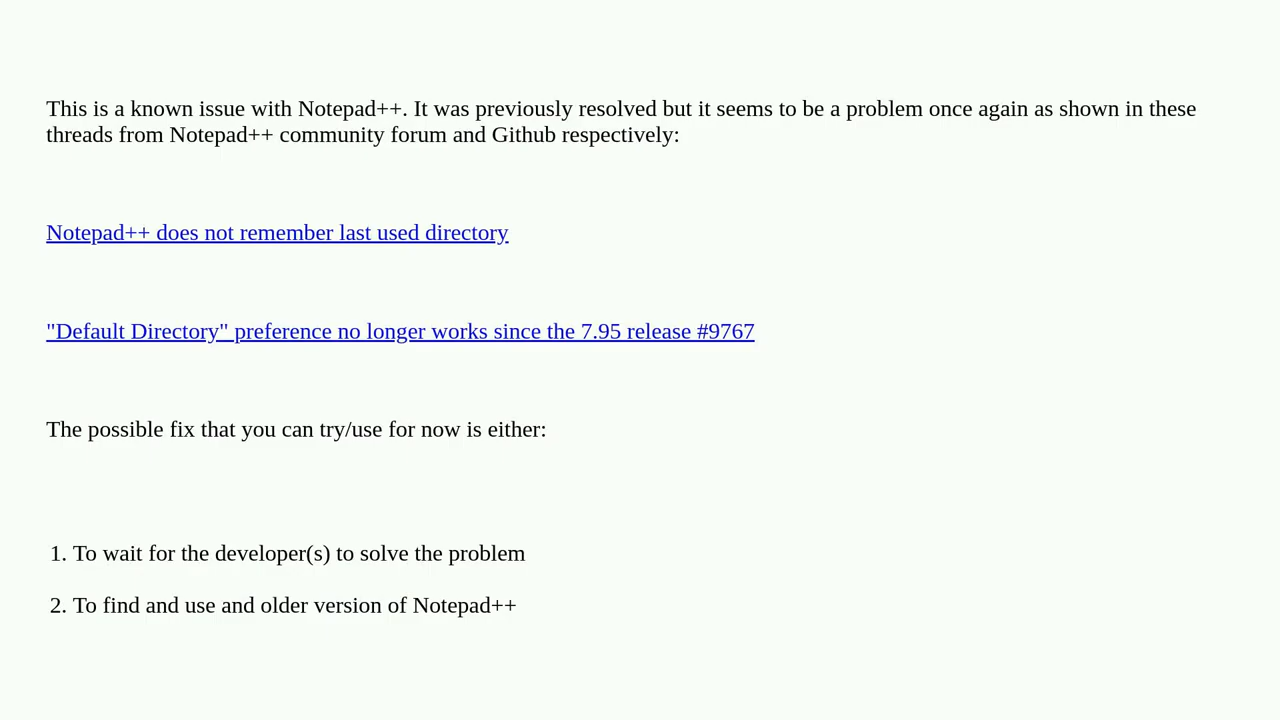 This is a known issue with Notepad++. It was previously resolved but it seems to be a problem once again as shown in these
threads from Notepad++ community forum and Github respectively:
Notepad++ does not remember last used directory
"Default Directory" preference no longer works since the 7.95 release #9767
The possible fix that you can try/use for now is either:
1. To wait for the developer(s) to solve the problem
2. To find and use and older version of Notepad++